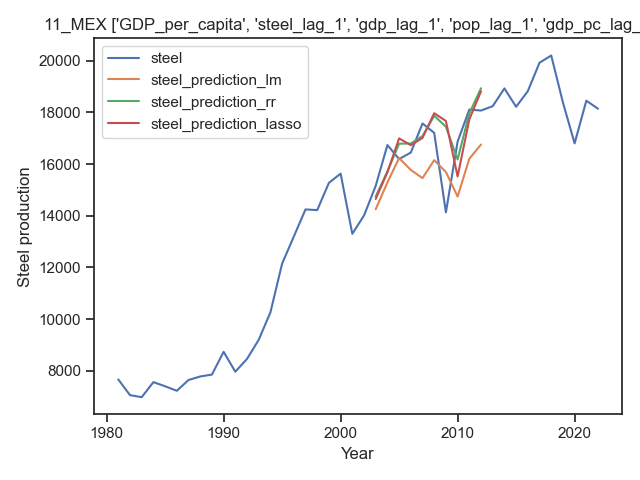 11_MEX ['GDP_per_capita', 'steel_lag_1', 'gdp_lag_1', 'pop_lag_1', 'gdp_pc_lag_
steel
steel_prediction_lm
steel_prediction_rr
steel_prediction_lasso
20000
18000
16000
14000
12000
10000
8000
Steel production
1980
1990
2000
2010
2020
Year